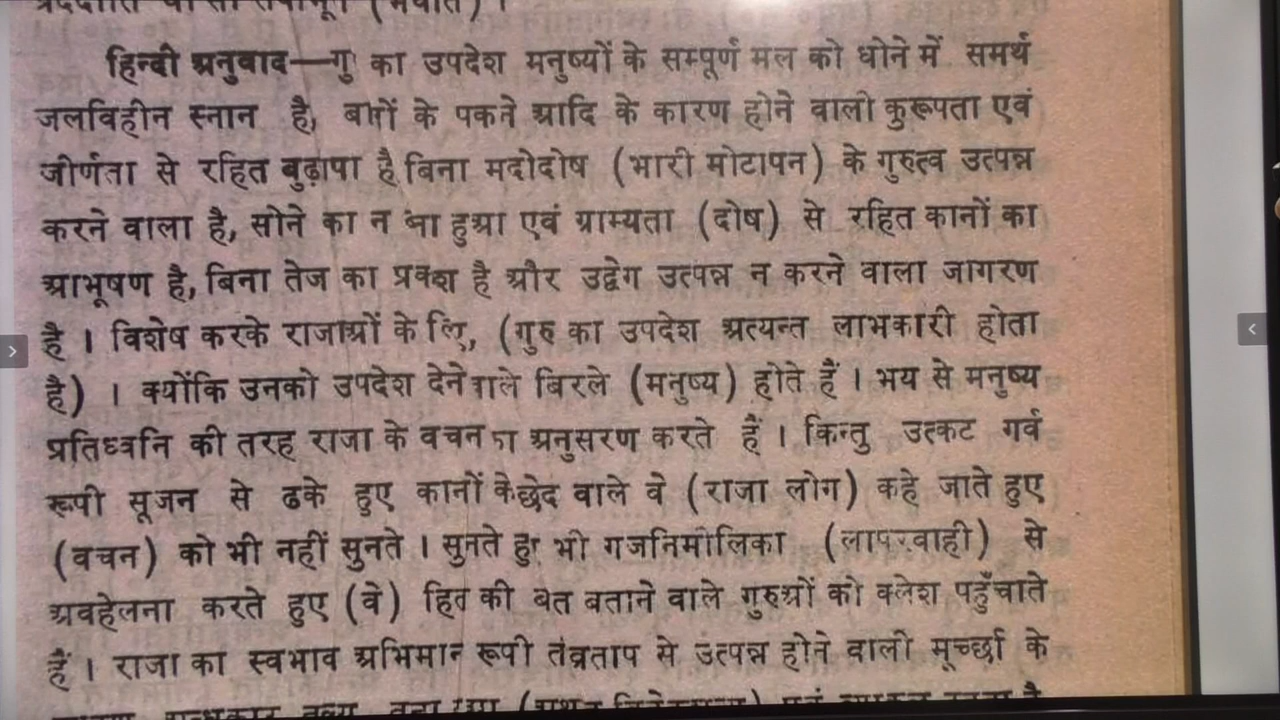 हिन्दी अनुवाद—गु का उपदेश मनुष्यों के सम्पूर्ण मल को धोने में समर्थ
जलविहीन स्नान है, बालों के पकने आदि के कारण होने वाली कुरूपता एवं
जीर्णता से रहित बुढ़ापा है बिना मदोदोष (भारी मोटापन) के गुरुत्व उत्पन्न
करने वाला है, सोने का न बना हुआ एवं ग्राम्यता (दोष) से रहित कानों का
आभूषण है, बिना तेज का प्रकाश है और उद्वेग उत्पन्न न करने वाला जागरण
है । विशेष करके राजाओं के लिए, (गुरु का उपदेश अत्यन्त लाभकारी होता
है) । क्योंकि उनको उपदेश देने वाले बिरले (मनुष्य) होते हैं । भय से मनुष्य
प्रतिध्वनि की तरह राजा के वचन का अनुसरण करते हैं । किन्तु उत्कट गर्व
रूपी सूजन से ढके हुए कानों के छेद वाले वे (राजा लोग) कहे जाते हुए
(वचन) को भी नहीं सुनते । सुनते हुए भी गजनिमीलिका (लापरवाही) से
अवहेलना करते हुए (वे) हित की बात बताने वाले गुरुओं को क्लेश पहुँचाते
हैं । राजा का स्वभाव अभिमान रूपी तीव्रताप से उत्पन्न होने वाली मूर्च्छा के